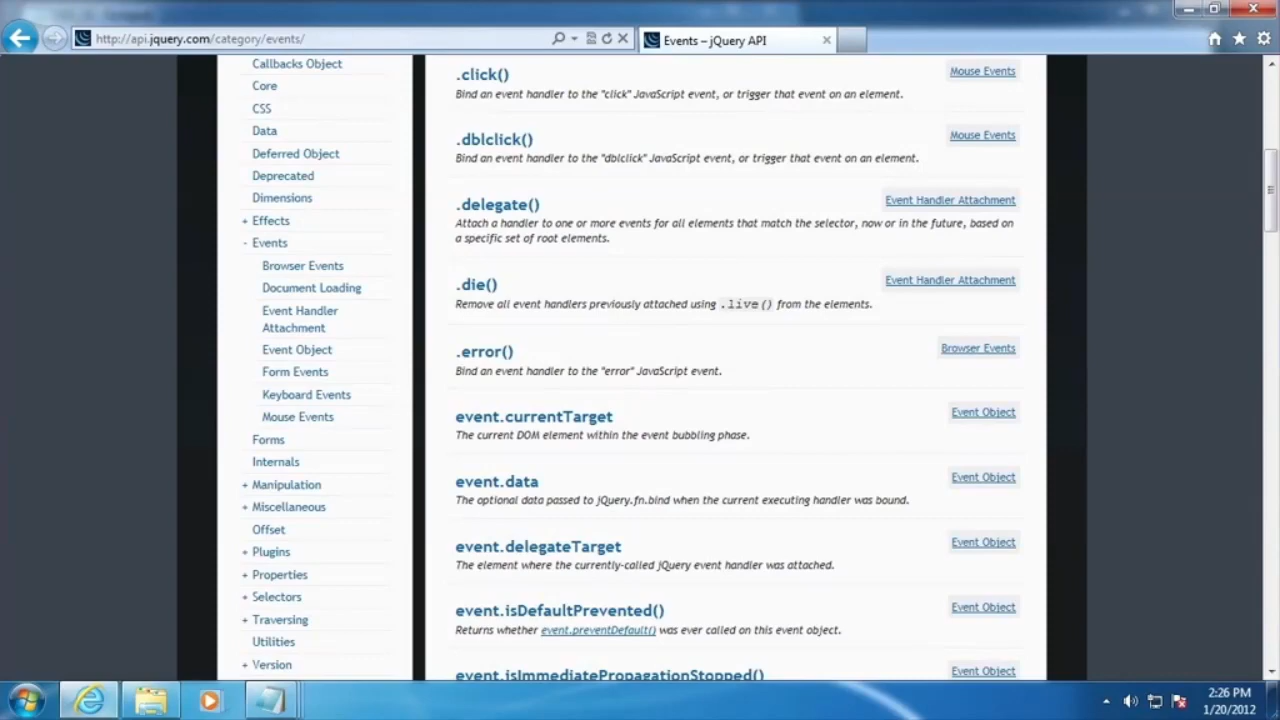 http://api.jquery.com/category/events/
Events – jQuery API
Callbacks Object
Core
CSS
Data
Deferred Object
Deprecated
Dimensions
+ Effects
- Events
Browser Events
Document Loading
Event Handler
Attachment
Event Object
Form Events
Keyboard Events
Mouse Events
Forms
Internals
+ Manipulation
+ Miscellaneous
Offset
+ Plugins
+ Properties
+ Selectors
+ Traversing
Utilities
+ Version
.click()
Mouse Events
Bind an event handler to the "click" JavaScript event, or trigger that event on an element.
.dblclick()
Mouse Events
Bind an event handler to the "dblclick" JavaScript event, or trigger that event on an element.
.delegate()
Event Handler Attachment
Attach a handler to one or more events for all elements that match the selector, now or in the future, based on
a specific set of root elements.
.die()
Event Handler Attachment
Remove all event handlers previously attached using .live() from the elements.
.error()
Browser Events
Bind an event handler to the "error" JavaScript event.
event.currentTarget
Event Object
The current DOM element within the event bubbling phase.
event.data
Event Object
The optional data passed to jQuery.fn.bind when the current executing handler was bound.
event.delegateTarget
Event Object
The element where the currently-called jQuery event handler was attached.
event.isDefaultPrevented()
Event Object
Returns whether event.preventDefault() was ever called on this event object.
event.isImmediatePropagationStopped()
Event Object
2:26 PM
1/20/2012